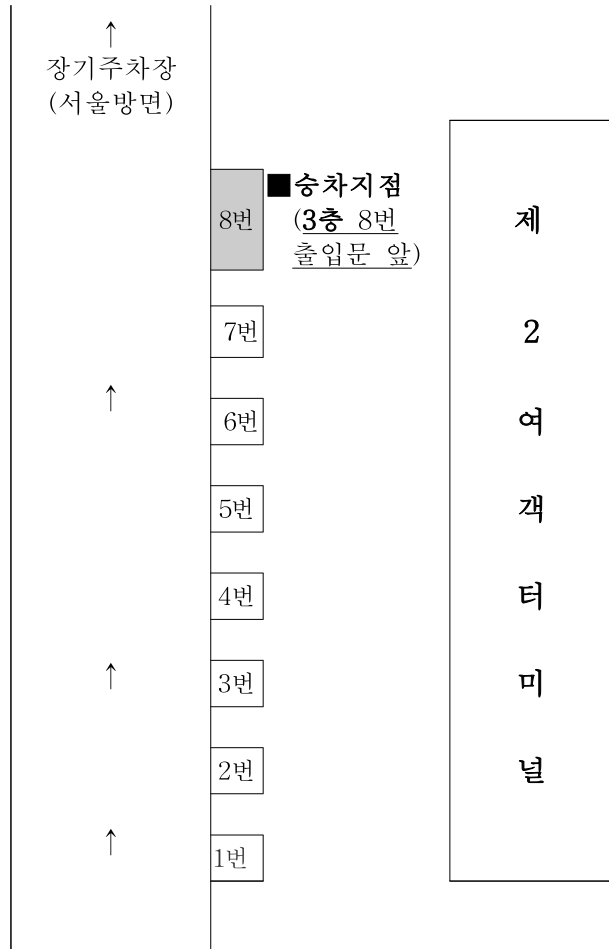 ↑
장기주차장
(서울방면)
8번
■승차지점
(3층 8번
출입문 앞)
7번
↑
6번
5번
4번
↑
3번
2번
↑
1번
제
2
여
객
터
미
널